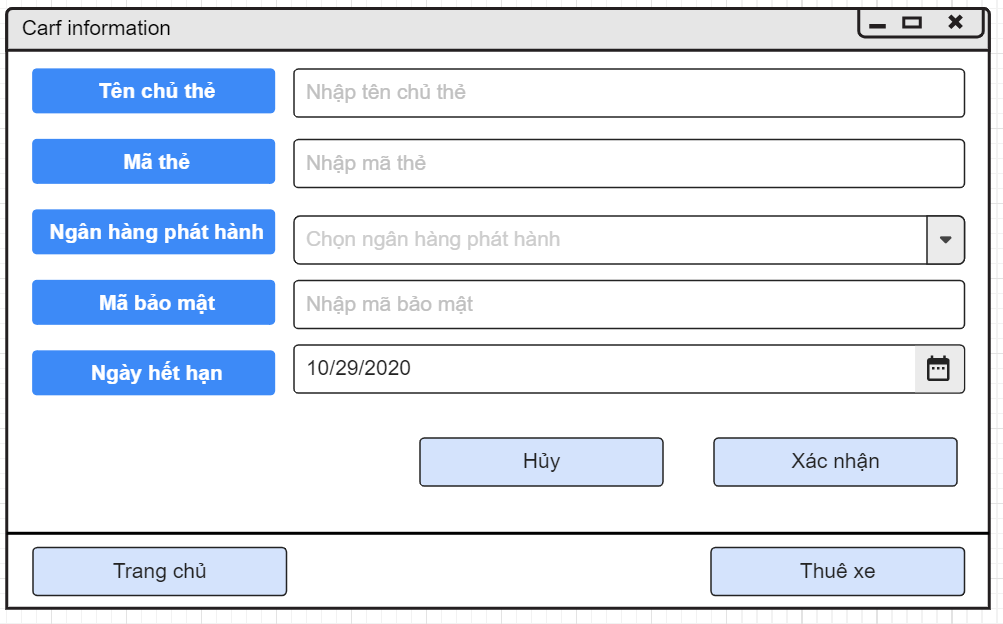 Carf information
Tên chủ thẻ
Nhập tên chủ thẻ
Mã thẻ
Nhập mã thẻ
Ngân hàng phát hành
Chọn ngân hàng phát hành
Mã bảo mật
Nhập mã bảo mật
Ngày hết hạn
10/29/2020
Hủy
Xác nhận
Trang chủ
Thuê xe